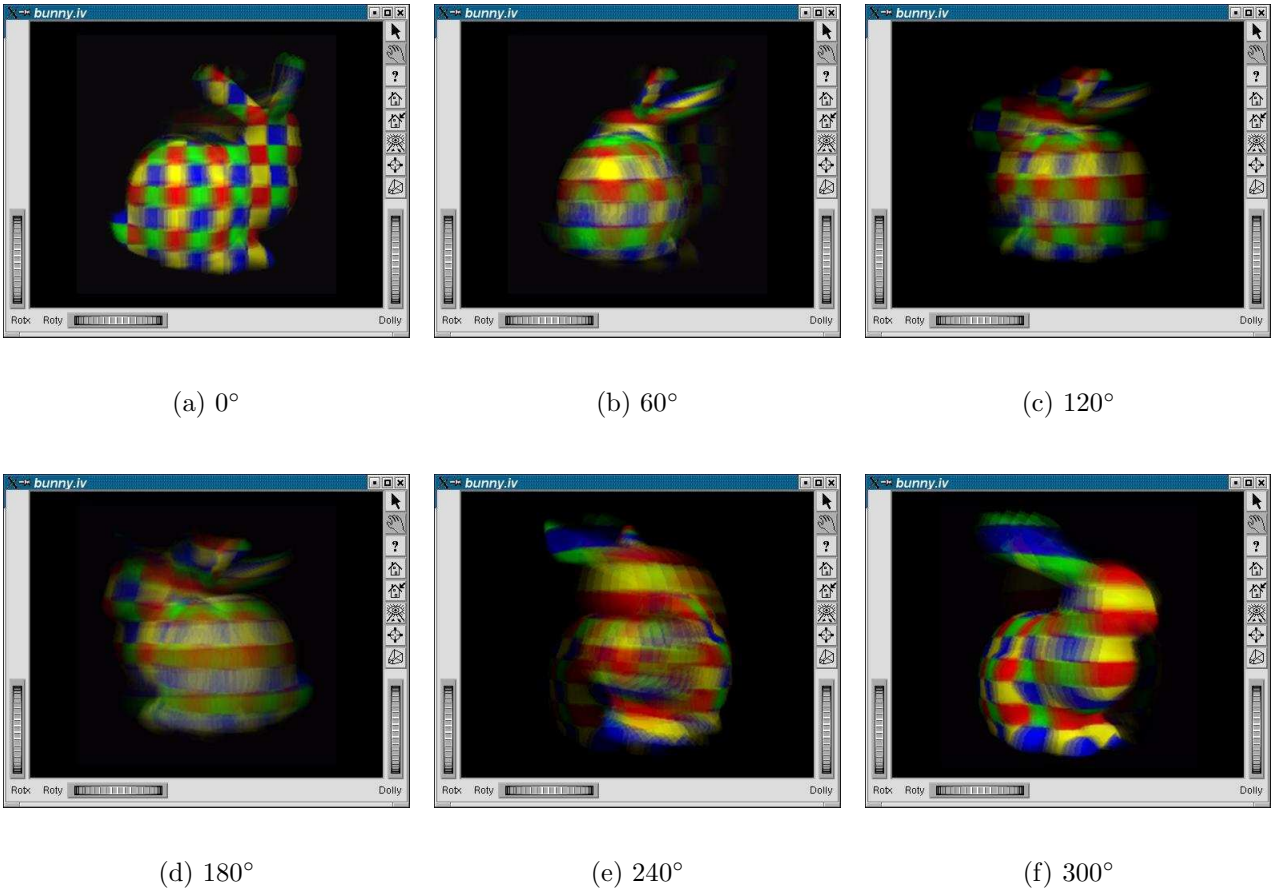 bunny.iv
?
Rotx Roty Dolly
bunny.iv
?
Rotx Roty Dolly
bunny.iv
?
Rotx Roty Dolly
(a) 0°
(b) 60°
(c) 120°
bunny.iv
?
Rotx Roty Dolly
bunny.iv
?
Rotx Roty Dolly
bunny.iv
?
Rotx Roty Dolly
(d) 180°
(e) 240°
(f) 300°